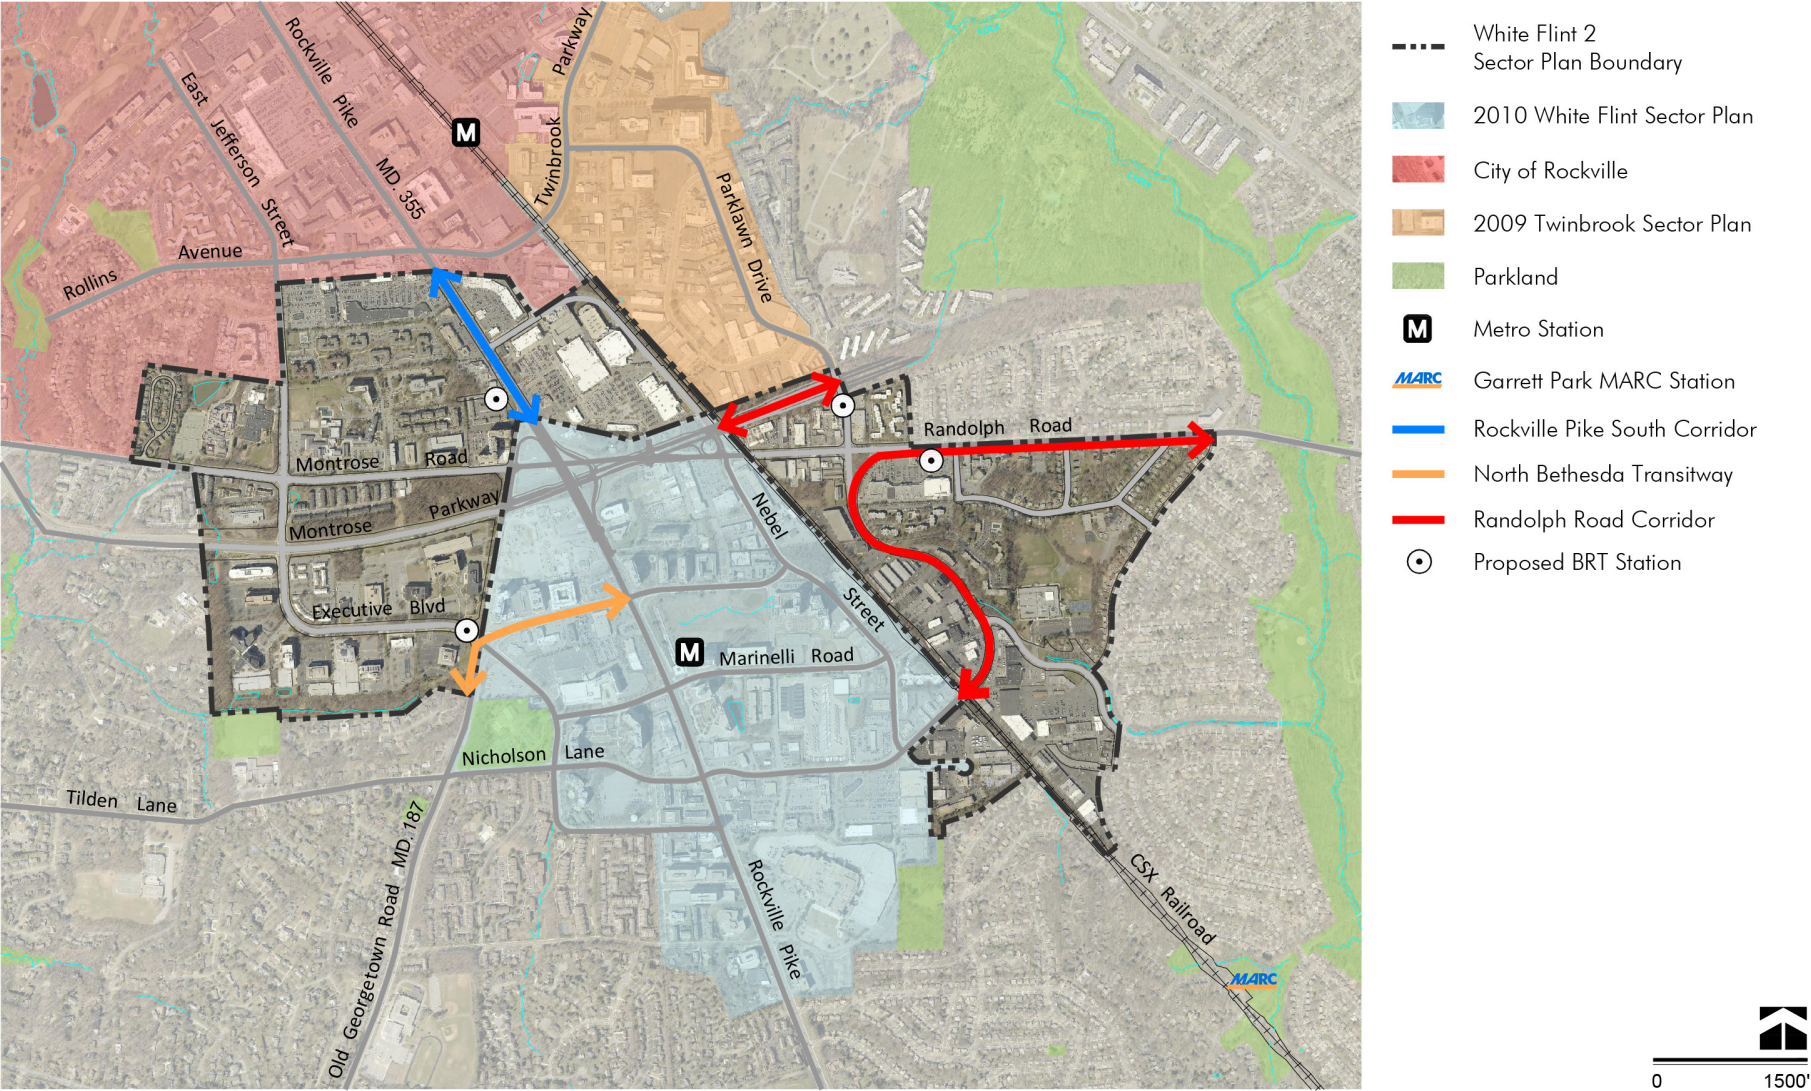 Rockville Pike MD. 355
East Jefferson Street
Twinbrook Parkway
M
Parklawn Drive
Rollins Avenue
Randolph Road
Montrose Road
Montrose Parkway
Nebel Street
Executive Blvd
M
Marinelli Road
Nicholson Lane
Tilden Lane
Old Georgetown Road MD. 187
Rockville Pike
CSX Railroad
MARC
White Flint 2
Sector Plan Boundary
2010 White Flint Sector Plan
City of Rockville
2009 Twinbrook Sector Plan
Parkland
M Metro Station
MARC Garrett Park MARC Station
Rockville Pike South Corridor
North Bethesda Transitway
Randolph Road Corridor
Proposed BRT Station
0 1500'